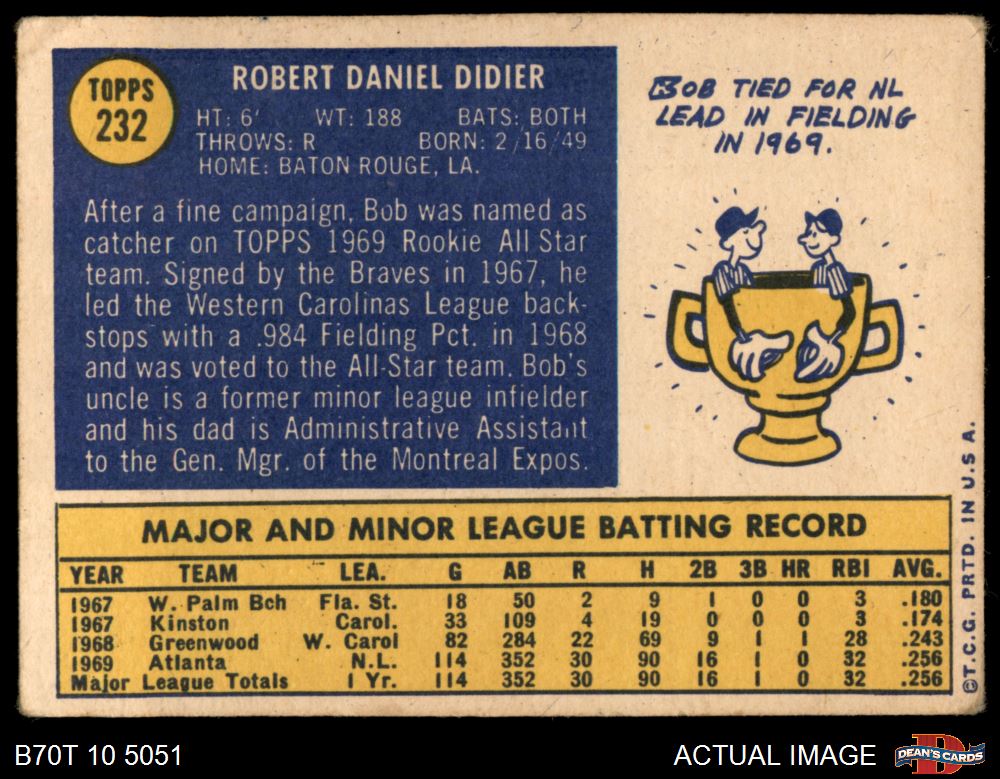 TOPPS
232
ROBERT DANIEL DIDIER
HT: 6' WT: 188 BATS: BOTH
THROWS: R BORN: 2/16/49
HOME: BATON ROUGE, LA.
After a fine campaign, Bob was named as
catcher on TOPPS 1969 Rookie All Star
team. Signed by the Braves in 1967, he
led the Western Carolinas League back-
stops with a .984 Fielding Pct. in 1968
and was voted to the All-Star team. Bob's
uncle is a former minor league infielder
and his dad is Administrative Assistant
to the Gen. Mgr. of the Montreal Expos.
BOB TIED FOR NL
LEAD IN FIELDING
IN 1969.
MAJOR AND MINOR LEAGUE BATTING RECORD
YEAR TEAM LEA. G AB R H 2B 3B HR RBI AVG.
1967 W. Palm Bch Fla. St. 18 50 2 9 1 0 0 3 .180
1967 Kinston Carol. 33 109 4 19 0 0 0 3 .174
1968 Greenwood W. Carol 82 284 22 69 9 1 1 28 .243
1969 Atlanta N.L. 114 352 30 90 16 1 0 32 .256
Major League Totals 1 Yr. 114 352 30 90 16 1 0 32 .256
©T.C.G. PRTD. IN U.S.A.
B70T 10 5051
ACTUAL IMAGE
DEAN'S CARDS